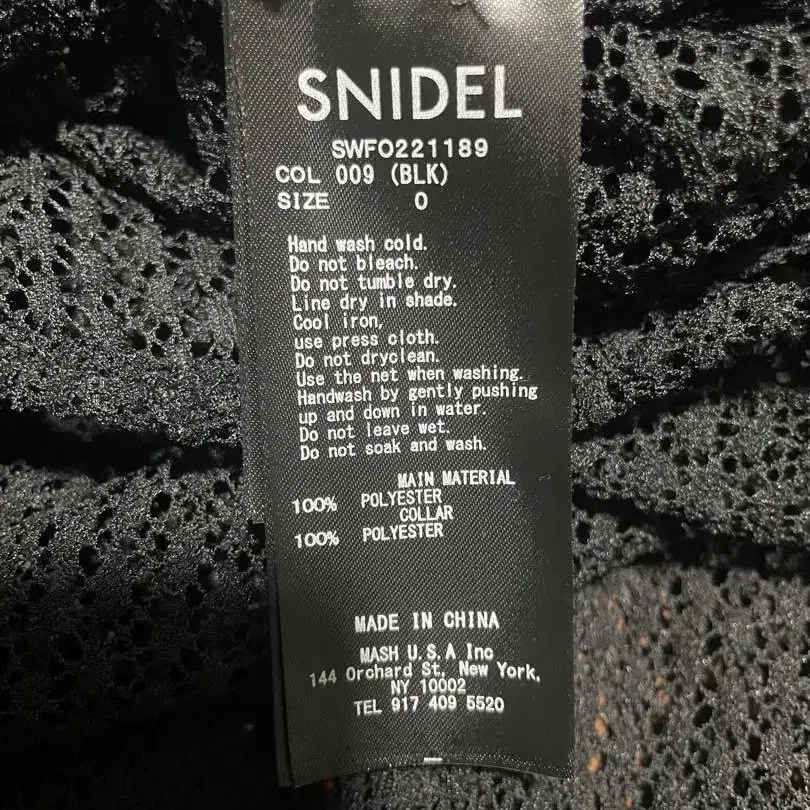 SNIDEL
SWFO221189
COL 009 (BLK)
SIZE 0
Hand wash cold.
Do not bleach.
Do not tumble dry.
Line dry in shade.
Cool iron,
use press cloth.
Do not dryclean.
Use the net when washing.
Handwash by gently pushing
up and down in water.
Do not leave wet.
Do not soak and wash.
MAIN MATERIAL
100% POLYESTER
COLLAR
100% POLYESTER
MADE IN CHINA
MASH U.S.A Inc
144 Orchard St, New York,
NY 10002
TEL 917 409 5520